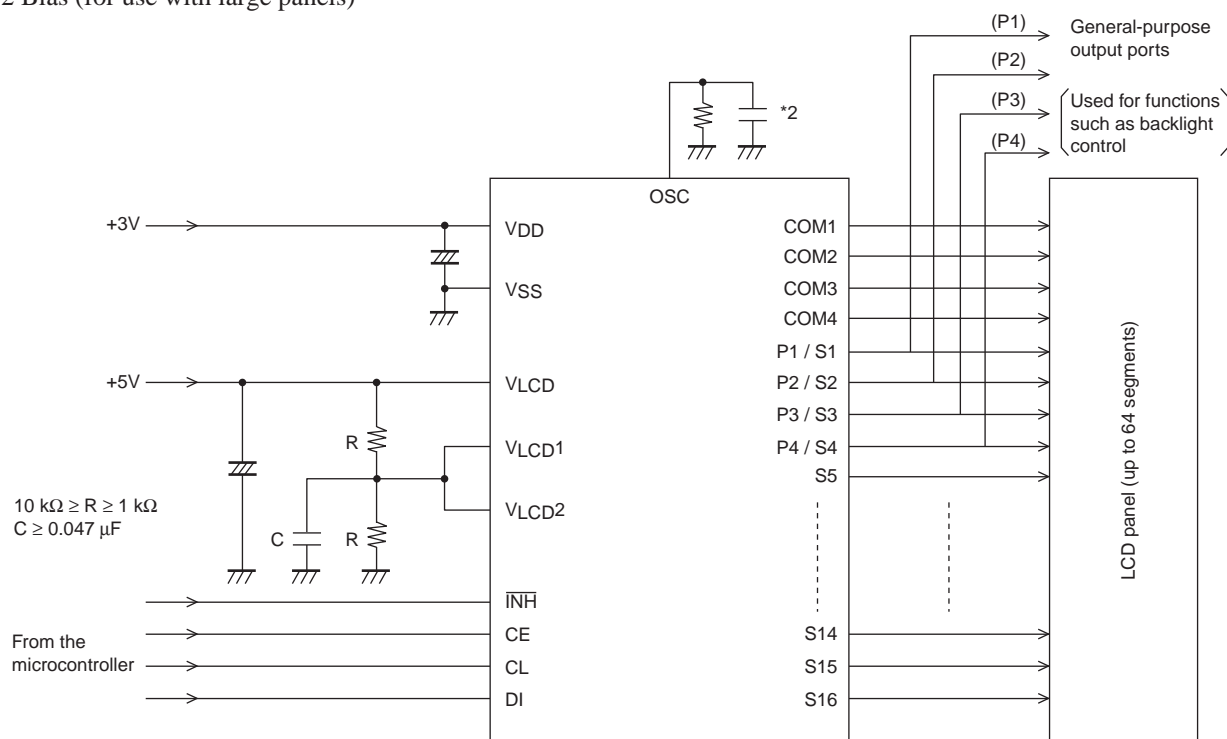 2 Bias (for use with large panels)
(P1)
General-purpose
output ports
(P2)
(P3)
Used for functions
such as backlight
control
(P4)
*2
OSC
+3V
VDD
VSS
+5V
VLCD
R
VLCD1
VLCD2
10 kΩ ≥ R ≥ 1 kΩ
C ≥ 0.047 μF
C
R
INH
From the
microcontroller
CE
CL
DI
COM1
COM2
COM3
COM4
P1 / S1
P2 / S2
P3 / S3
P4 / S4
S5
S14
S15
S16
LCD panel (up to 64 segments)